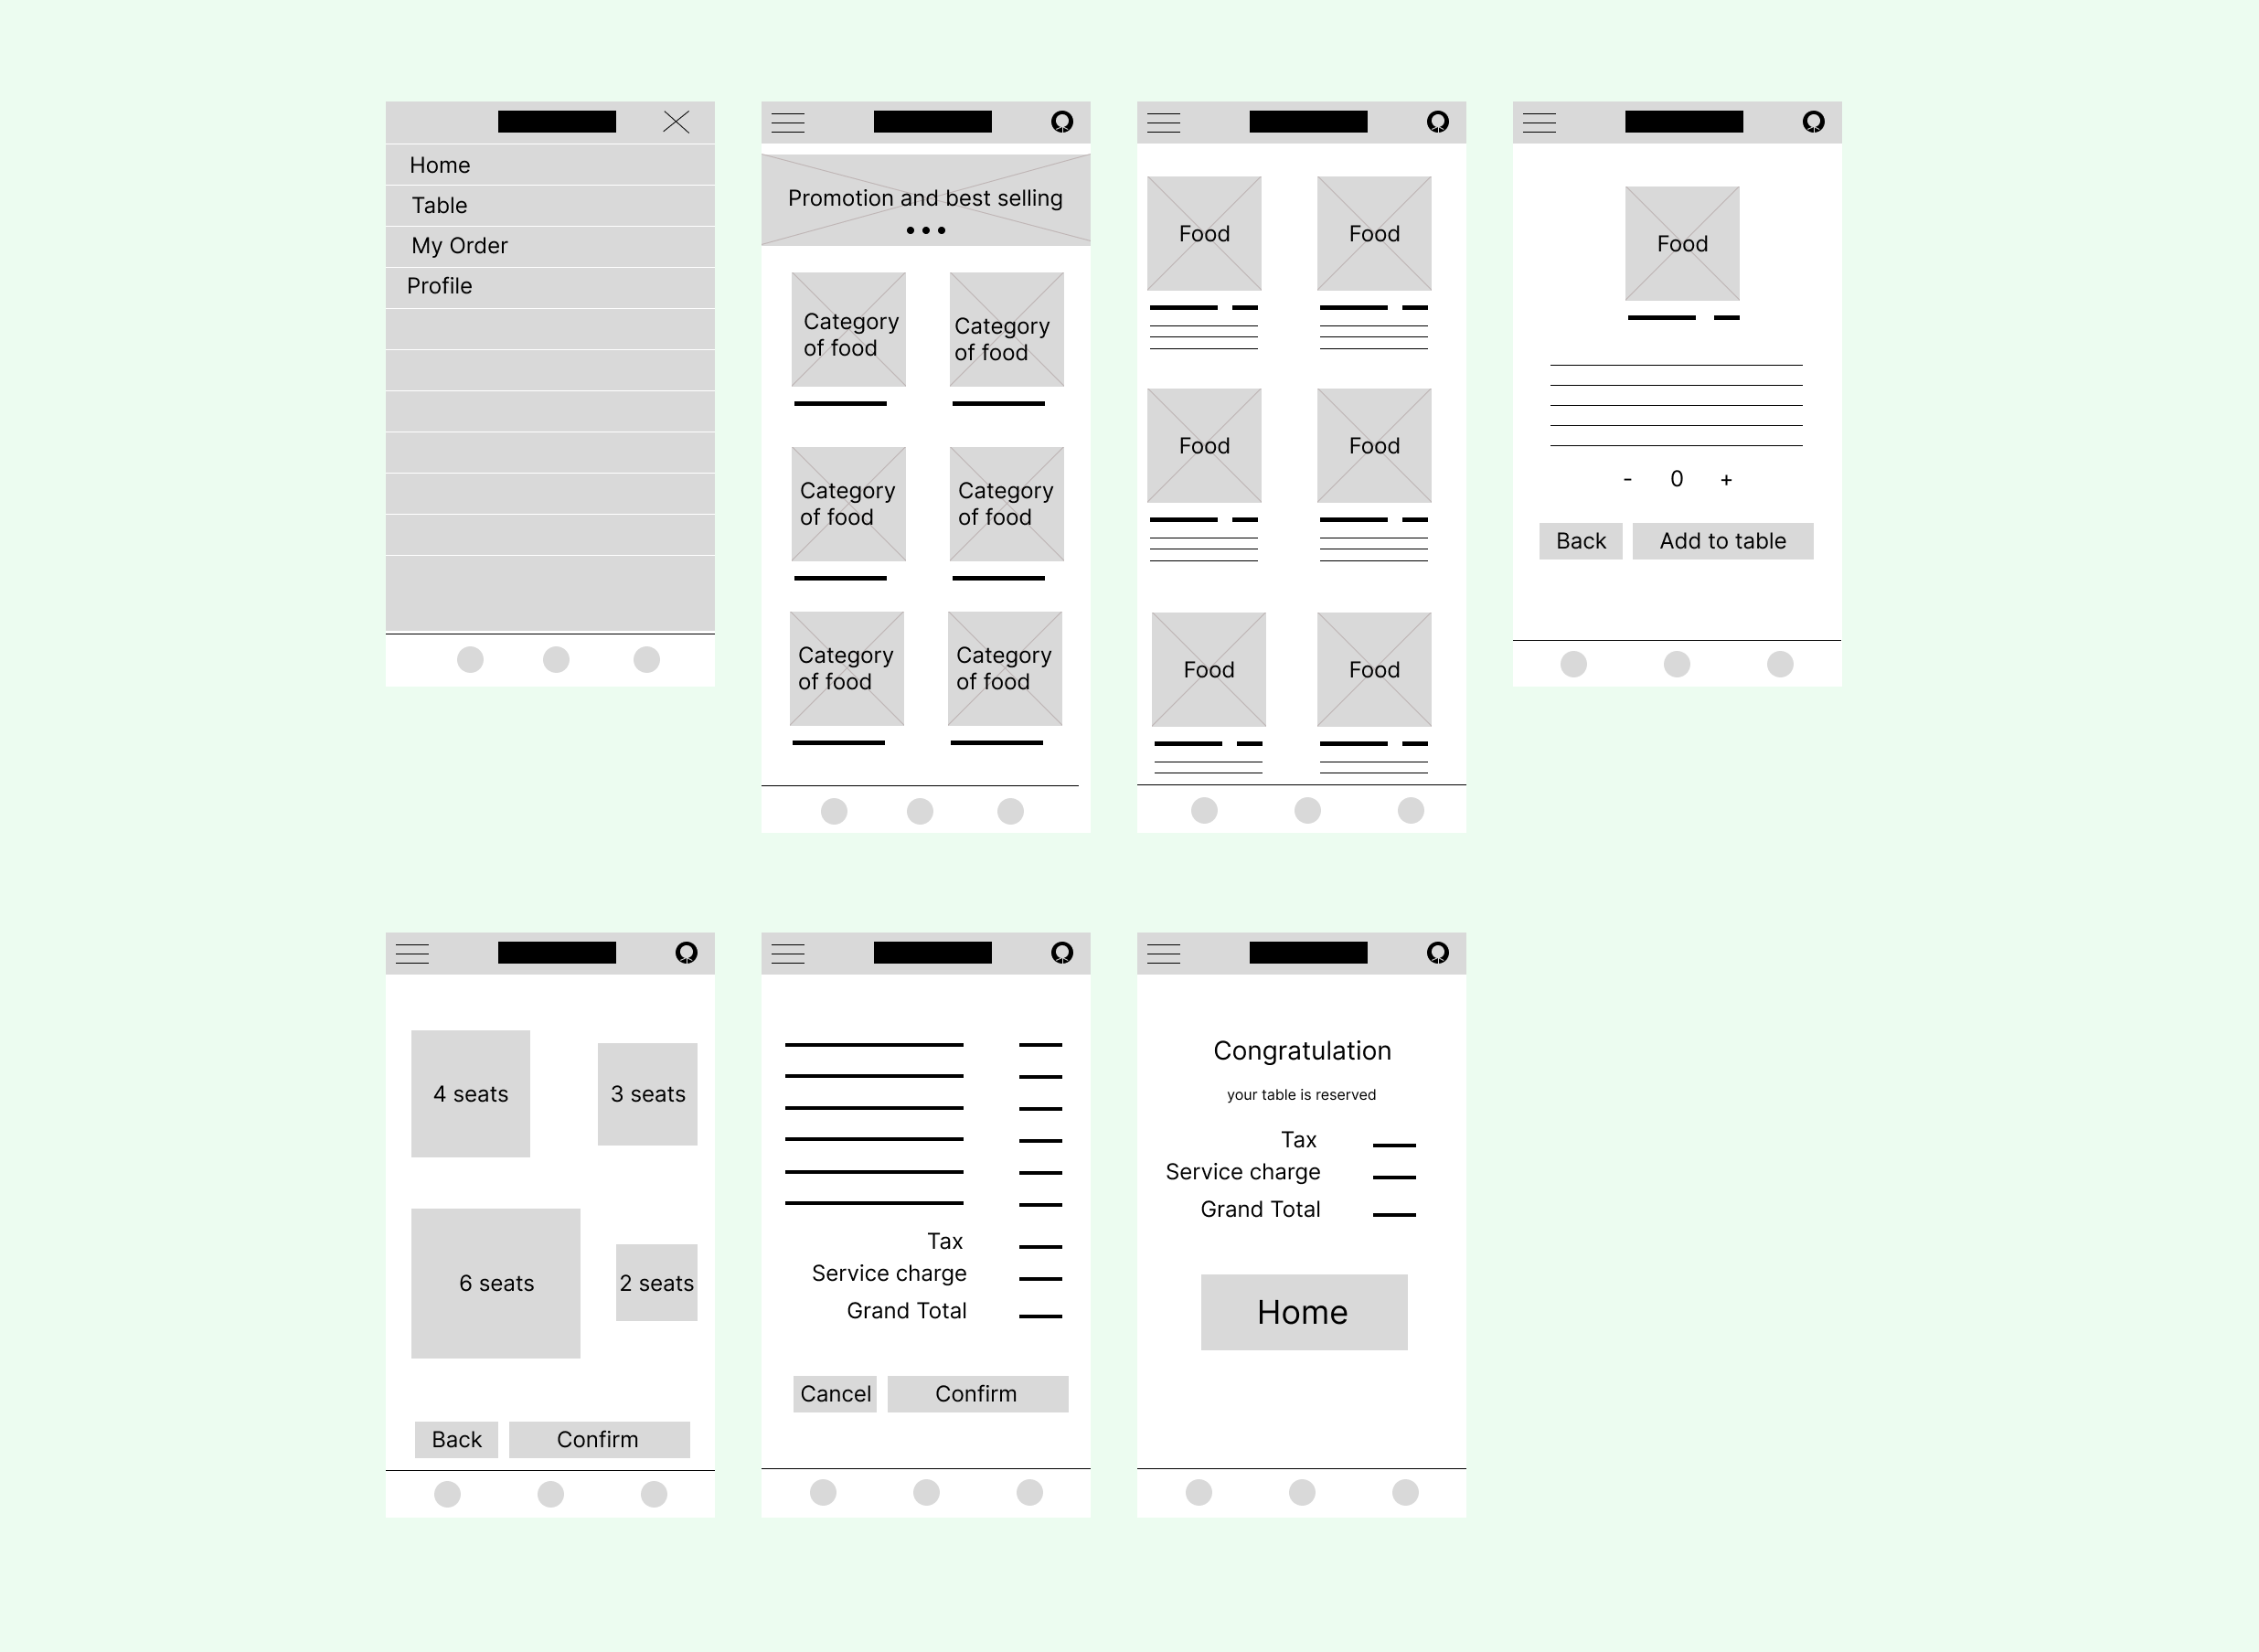 Home
Table
My Order
Profile
Promotion and best selling
Category
of food
Category
of food
Category
of food
Category
of food
Category
of food
Category
of food
Food
Food
Food
Food
Food
Food
Food
- 0 +
Back
Add to table
4 seats
3 seats
6 seats
2 seats
Back
Confirm
Tax
Service charge
Grand Total
Cancel
Confirm
Congratulation
your table is reserved
Tax
Service charge
Grand Total
Home